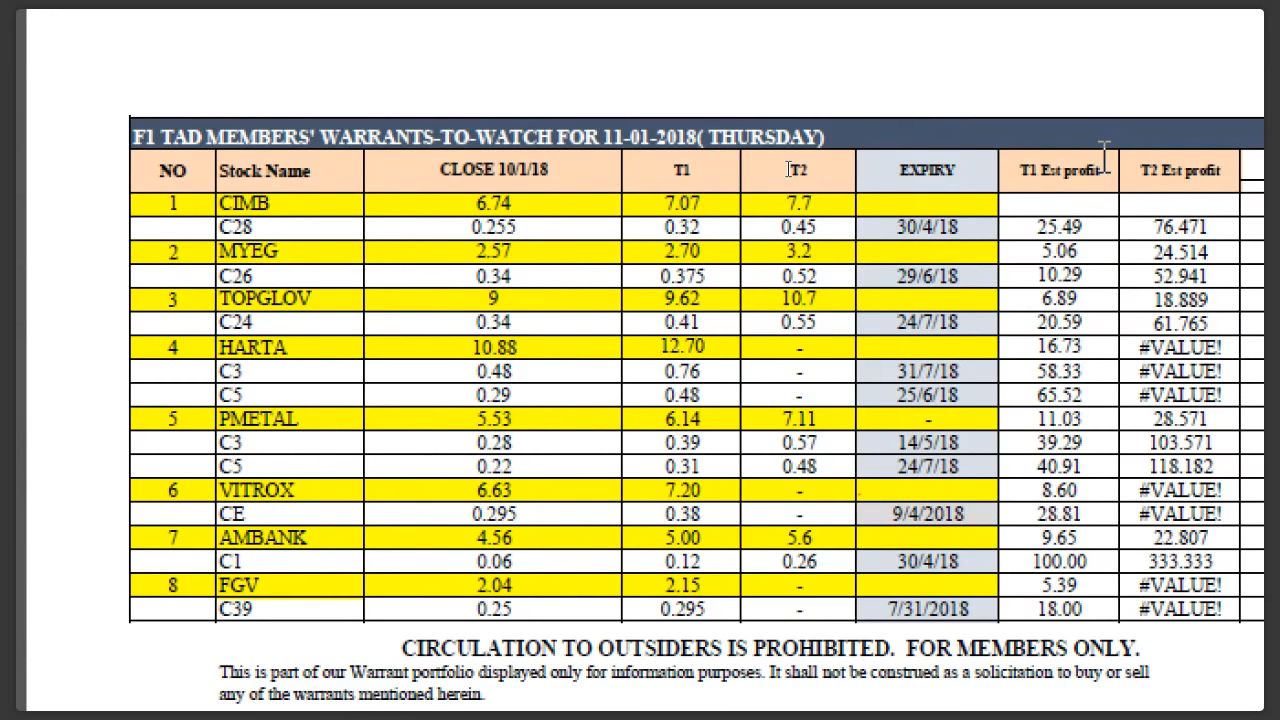 F1 TAD MEMBERS' WARRANTS-TO-WATCH FOR 11-01-2018( THURSDAY)
NO Stock Name CLOSE 10/1/18 T1 T2 EXPIRY T1 Est profit T2 Est profit
1 CIMB 6.74 7.07 7.7
C28 0.255 0.32 0.45 30/4/18 25.49 76.471
2 MYEG 2.57 2.70 3.2 5.06 24.514
C26 0.34 0.375 0.52 29/6/18 10.29 52.941
3 TOPGLOV 9 9.62 10.7 6.89 18.889
C24 0.34 0.41 0.55 24/7/18 20.59 61.765
4 HARTA 10.88 12.70 - 16.73 #VALUE!
C3 0.48 0.76 - 31/7/18 58.33 #VALUE!
C5 0.29 0.48 - 25/6/18 65.52 #VALUE!
5 PMETAL 5.53 6.14 7.11 - 11.03 28.571
C3 0.28 0.39 0.57 14/5/18 39.29 103.571
C5 0.22 0.31 0.48 24/7/18 40.91 118.182
6 VITROX 6.63 7.20 - 8.60 #VALUE!
CE 0.295 0.38 - 9/4/2018 28.81 #VALUE!
7 AMBANK 4.56 5.00 5.6 9.65 22.807
C1 0.06 0.12 0.26 30/4/18 100.00 333.333
8 FGV 2.04 2.15 - 5.39 #VALUE!
C39 0.25 0.295 - 7/31/2018 18.00 #VALUE!
CIRCULATION TO OUTSIDERS IS PROHIBITED. FOR MEMBERS ONLY.
This is part of our Warrant portfolio displayed only for information purposes. It shall not be construed as a solicitation to buy or sell
any of the warrants mentioned herein.